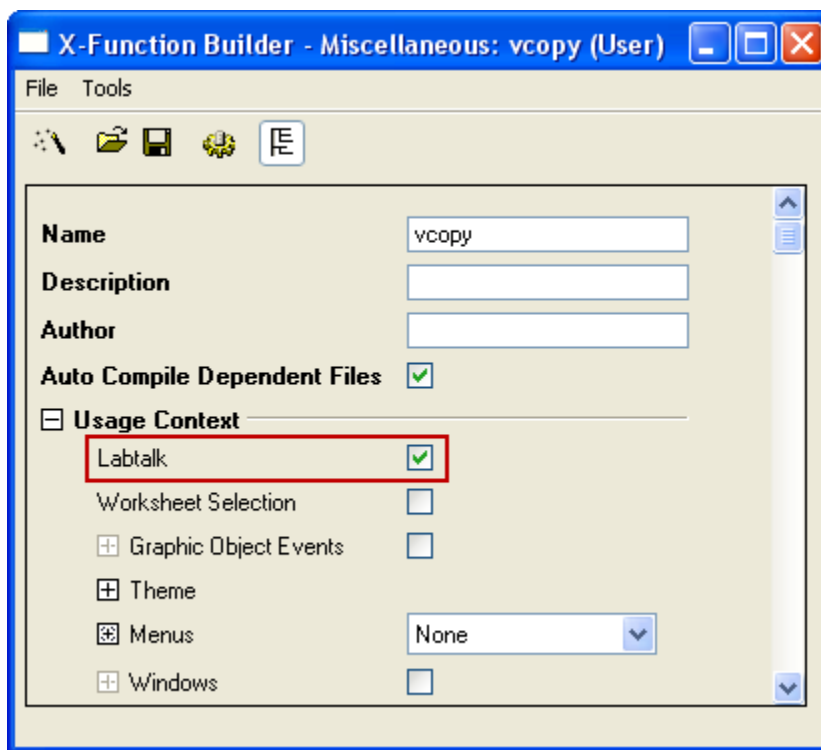 X-Function Builder - Miscellaneous: vcopy (User)
File Tools
Name vcopy
Description
Author
Auto Compile Dependent Files
Usage Context
Labtalk
Worksheet Selection
Graphic Object Events
Theme
Menus None
Windows